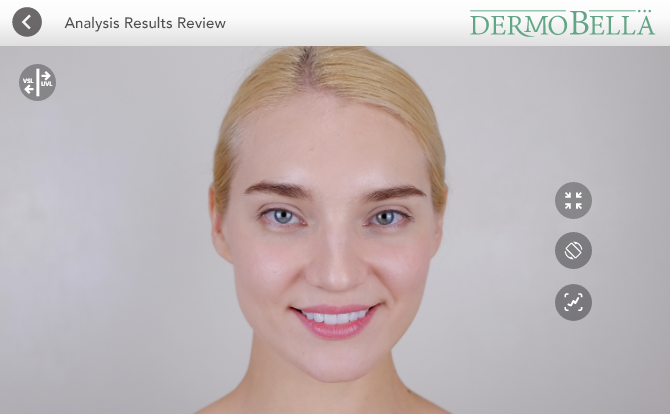 Analysis Results Review
DERMOBELLA
VSL
UVL